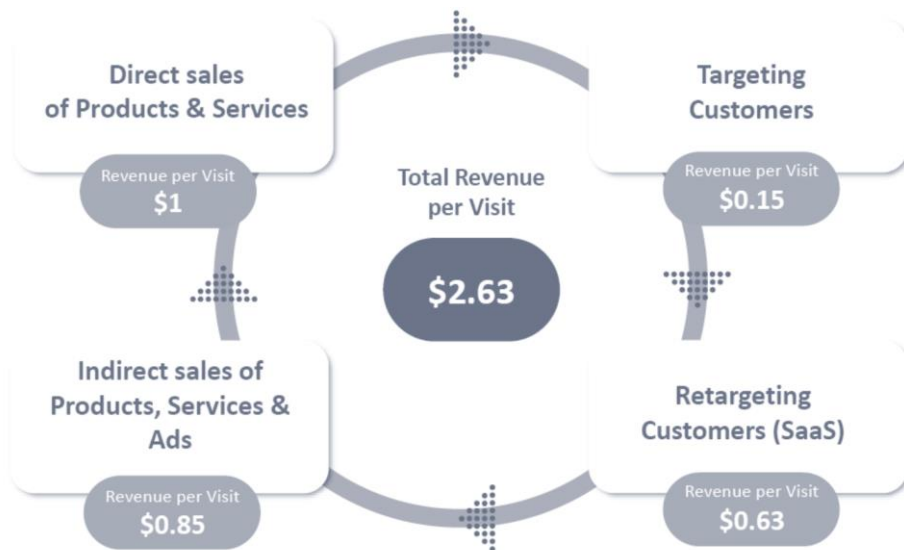 Direct sales
of Products & Services
Revenue per Visit
$1
Targeting
Customers
Revenue per Visit
$0.15
Total Revenue
per Visit
$2.63
Indirect sales of
Products, Services &
Ads
Revenue per Visit
$0.85
Retargeting
Customers (SaaS)
Revenue per Visit
$0.63